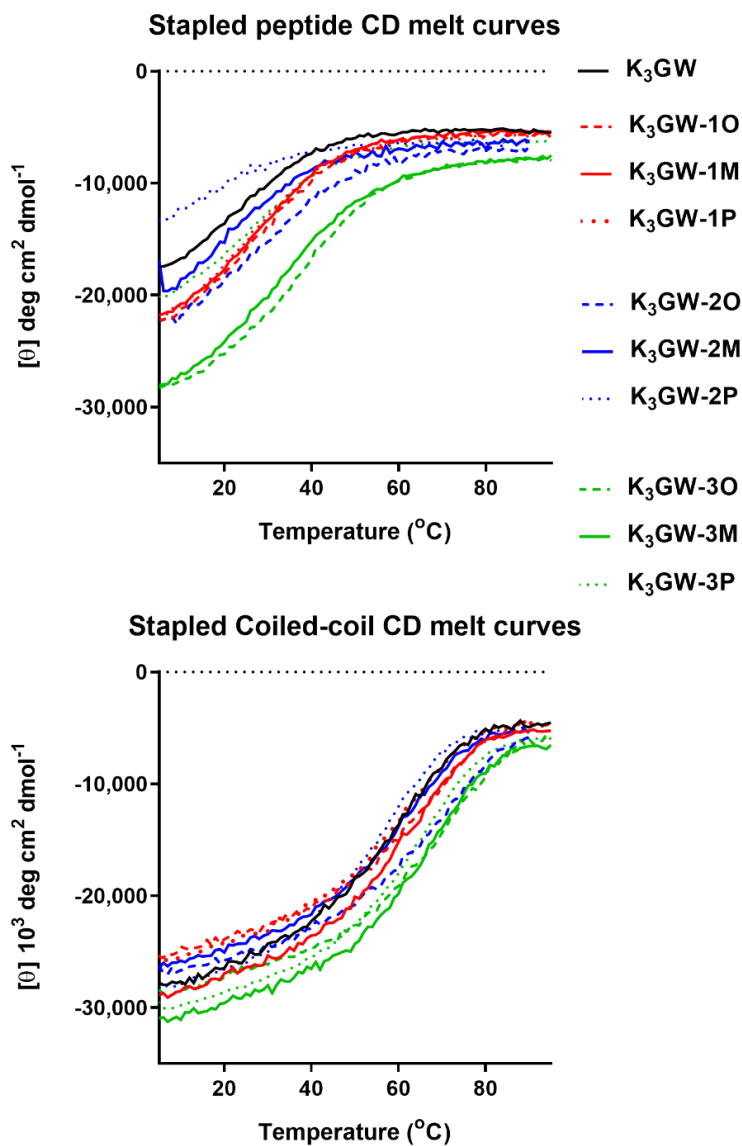 Stapled peptide CD melt curves
0
-10,000
-20,000
-30,000
[θ] deg cm² dmol⁻¹
20 40 60 80
Temperature (°C)
K₃GW
K₃GW-1O
K₃GW-1M
K₃GW-1P
K₃GW-2O
K₃GW-2M
K₃GW-2P
K₃GW-3O
K₃GW-3M
K₃GW-3P
Stapled Coiled-coil CD melt curves
0
-10,000
-20,000
-30,000
[θ] 10³ deg cm² dmol⁻¹
20 40 60 80
Temperature (°C)